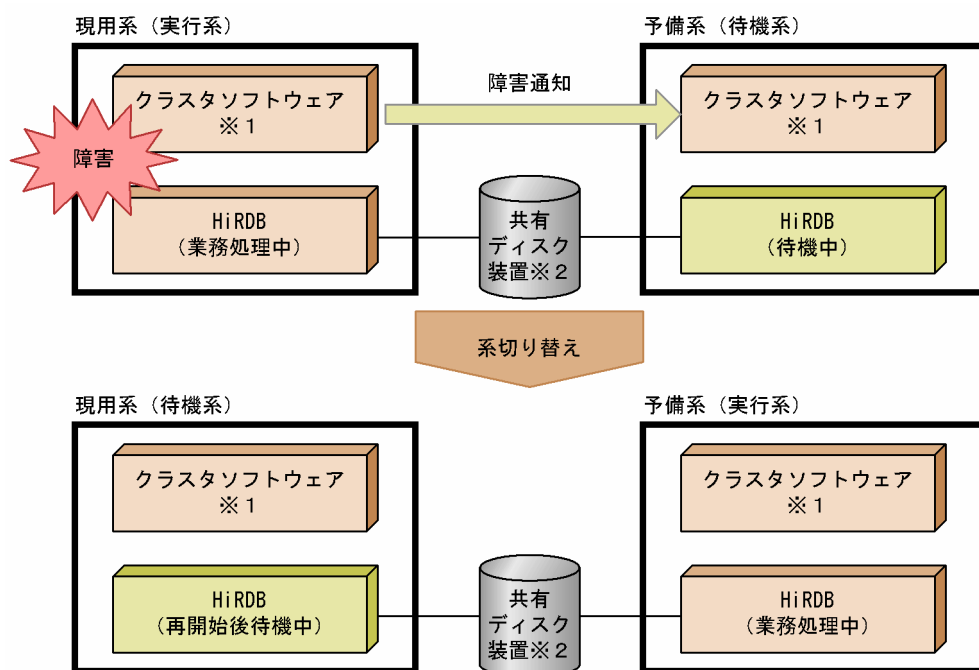 現用系（実行系）
予備系（待機系）
クラスタソフトウェア
※１
障害通知
クラスタソフトウェア
※１
障害
HiRDB
（業務処理中）
共有
ディスク
装置※２
HiRDB
（待機中）
系切り替え
現用系（待機系）
予備系（実行系）
クラスタソフトウェア
※１
クラスタソフトウェア
※１
HiRDB
（再開始後待機中）
共有
ディスク
装置※２
HiRDB
（業務処理中）